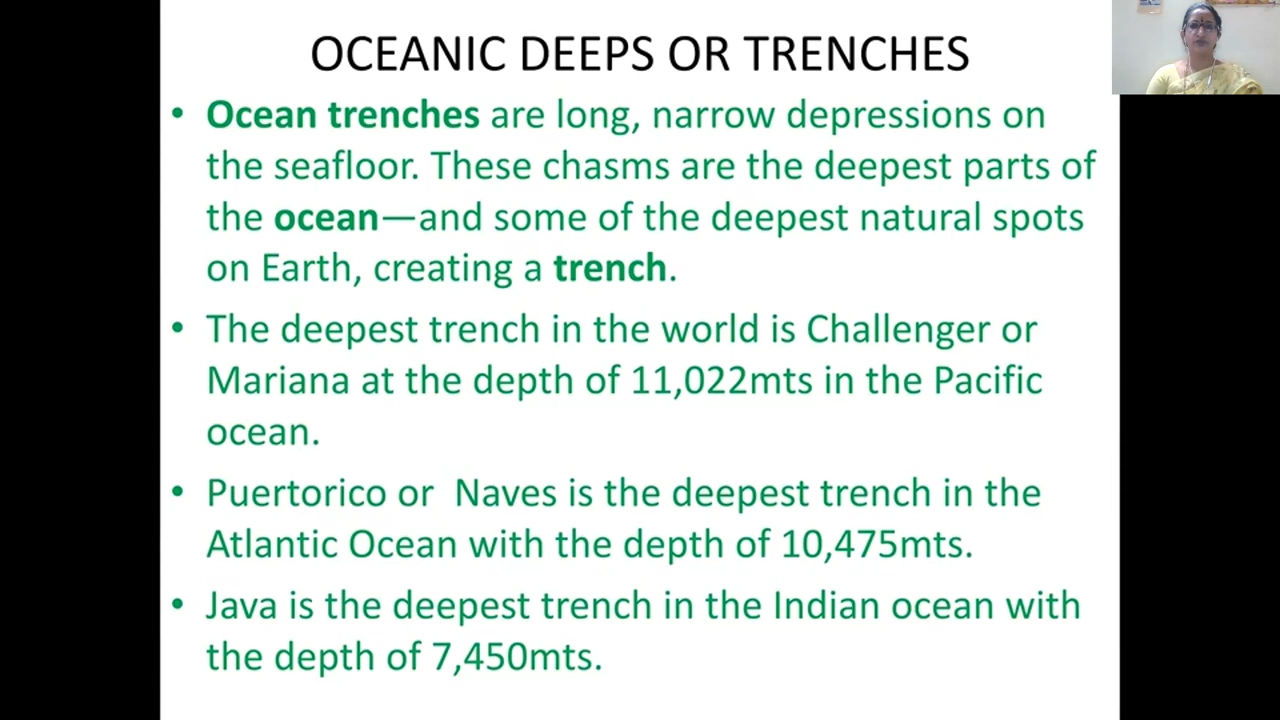 OCEANIC DEEPS OR TRENCHES
• Ocean trenches are long, narrow depressions on
the seafloor. These chasms are the deepest parts of
the ocean—and some of the deepest natural spots
on Earth, creating a trench.
• The deepest trench in the world is Challenger or
Mariana at the depth of 11,022mts in the Pacific
ocean.
• Puertorico or  Naves is the deepest trench in the
Atlantic Ocean with the depth of 10,475mts.
• Java is the deepest trench in the Indian ocean with
the depth of 7,450mts.